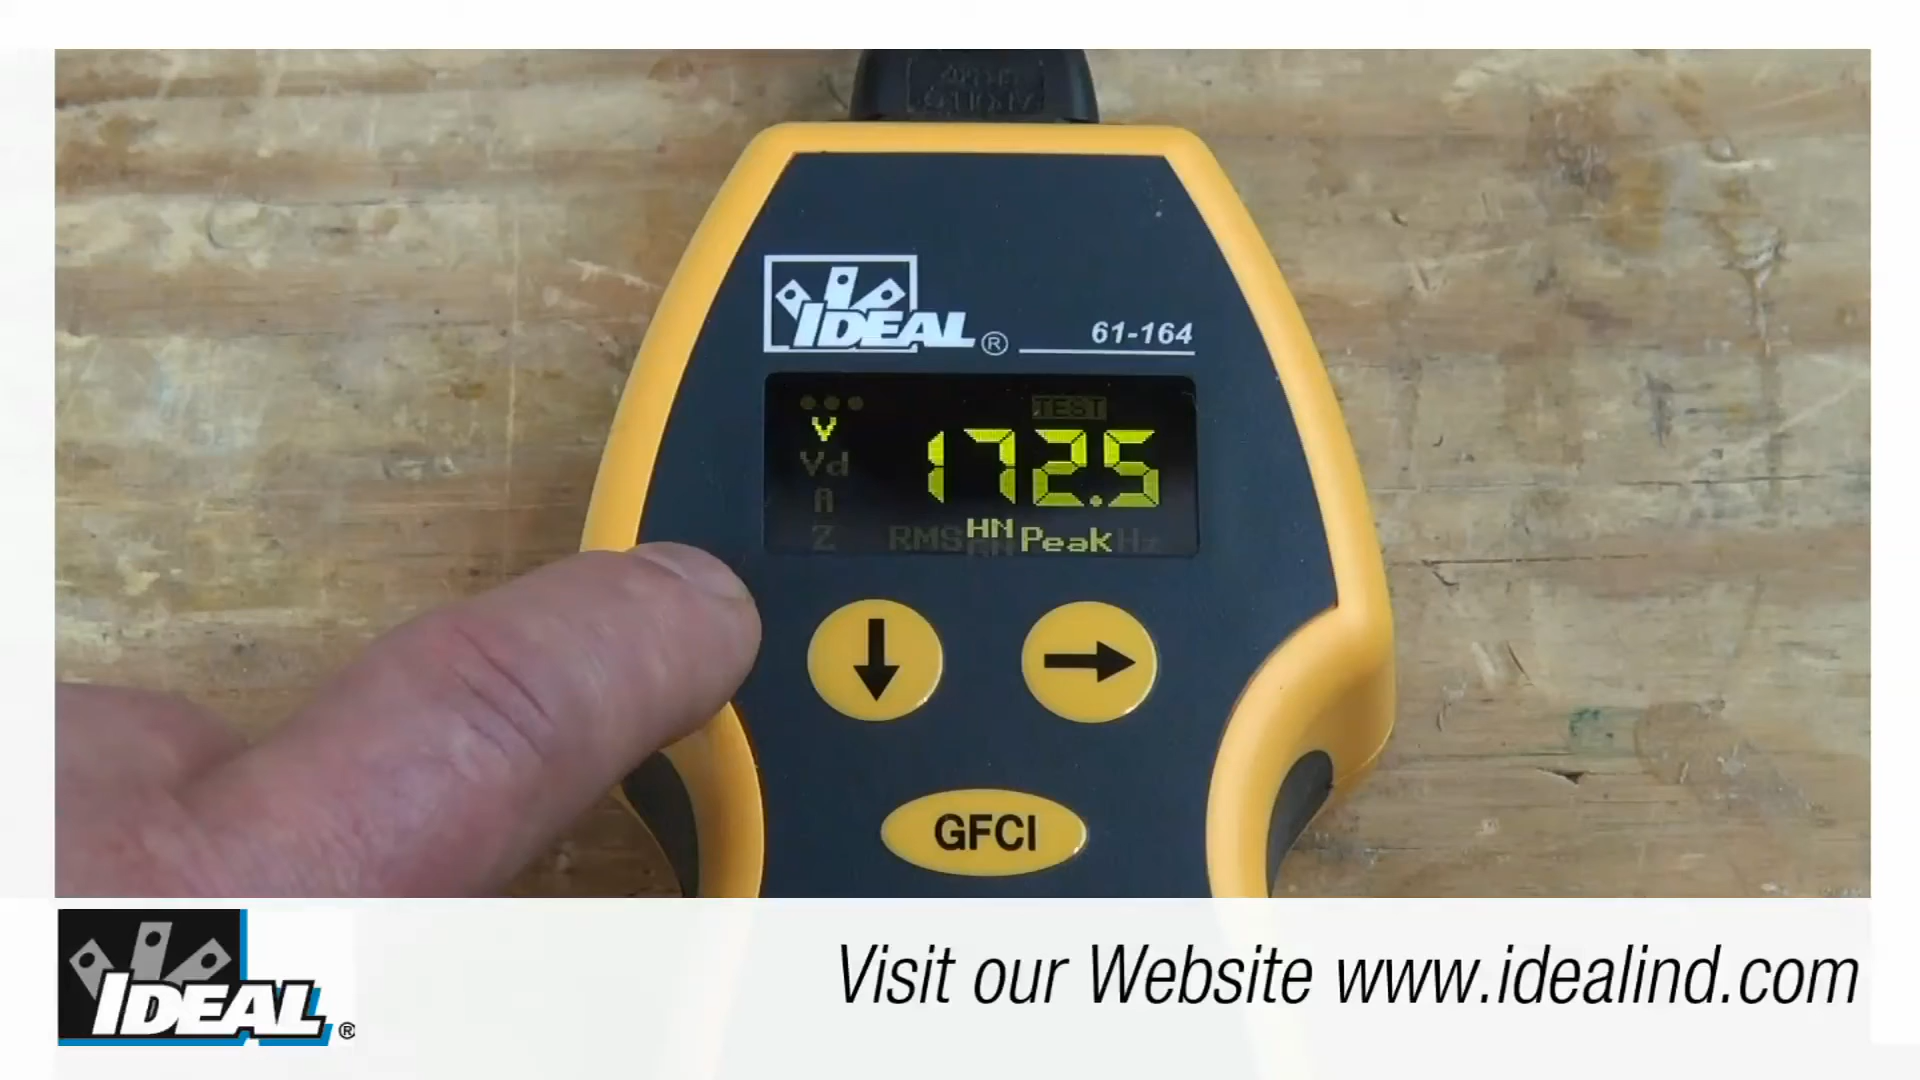 IDEAL®
61-164
TEST
V
172.5
Vd
A
Z
RMS HN Peak Hz
GFCI
IDEAL®
Visit our Website www.idealind.com